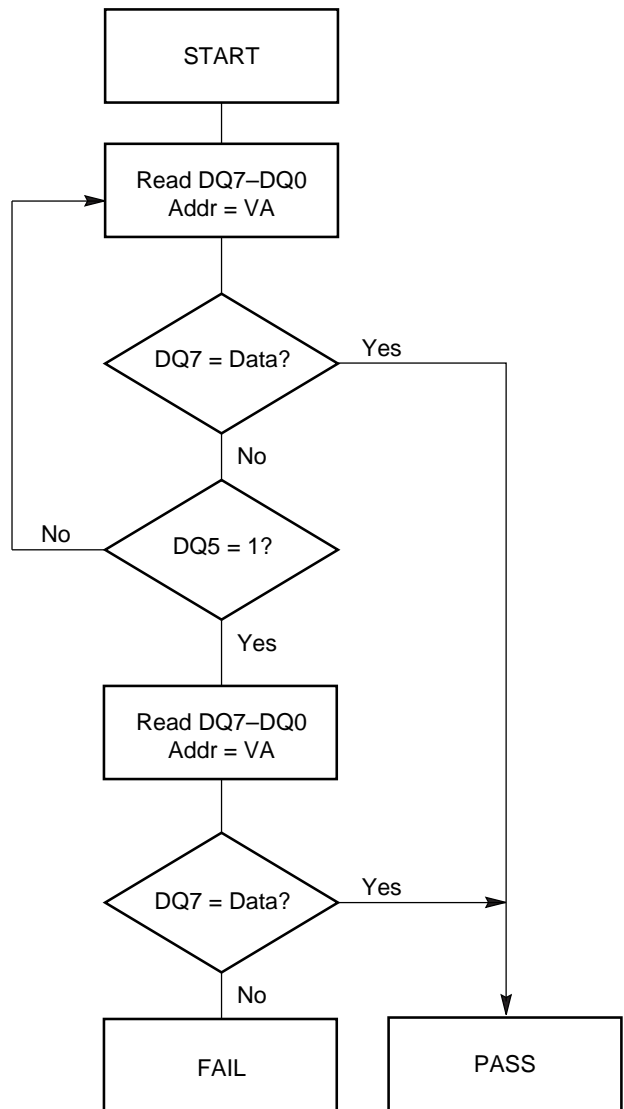 START
Read DQ7–DQ0
Addr = VA
DQ7 = Data?
Yes
No
No
DQ5 = 1?
Yes
Read DQ7–DQ0
Addr = VA
DQ7 = Data?
Yes
No
FAIL
PASS